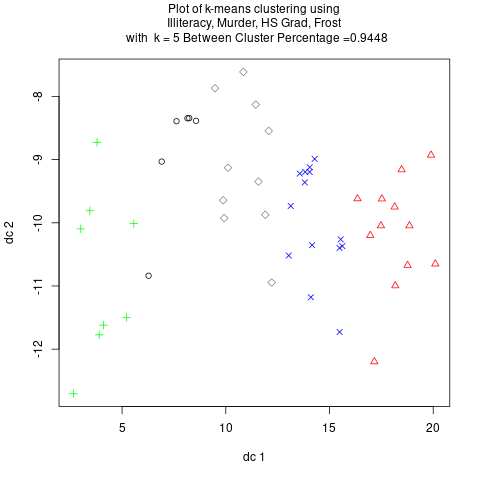 Plot of k-means clustering using
Illiteracy, Murder, HS Grad, Frost
with k = 5 Between Cluster Percentage =0.9448
-8
-9
-10
-11
-12
dc 2
5 10 15 20
dc 1